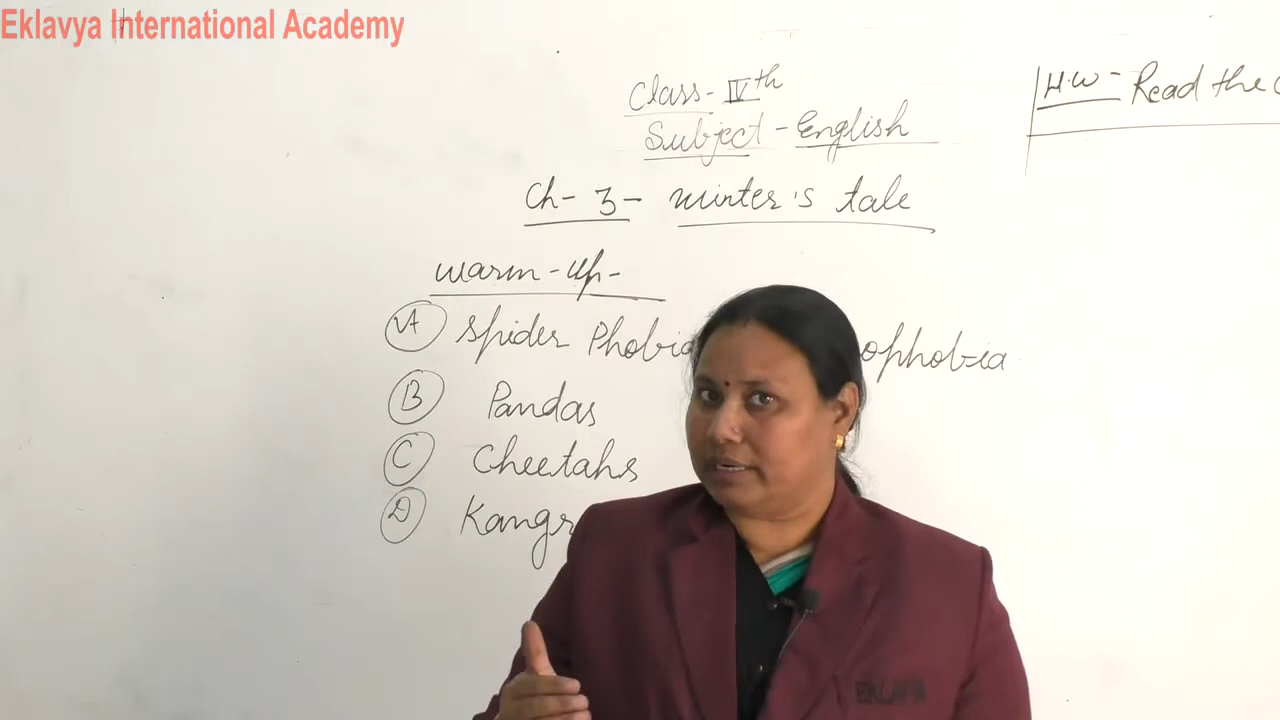 Eklavya International Academy
Class- IVth
Subject - English
H.W - Read the
Ch- 3- Winter's tale
Warm-Up-
A Spider Phobia ophobia
B Pandas
C Cheetahs
D Kangr